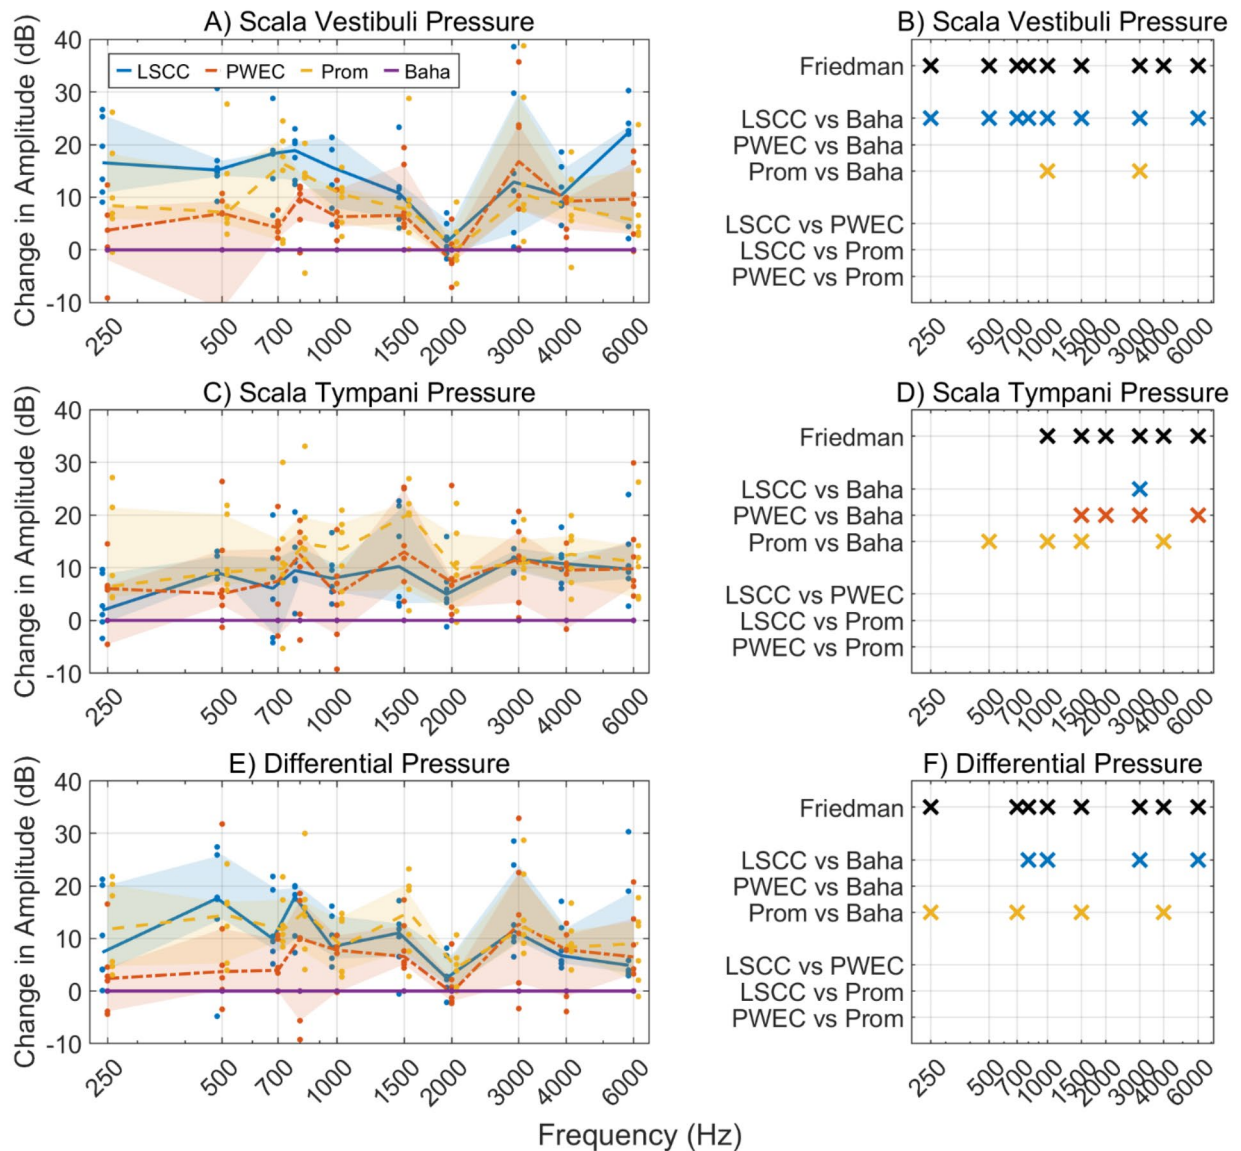 A) Scala Vestibuli Pressure
Change in Amplitude (dB)
40
30
20
10
0
-10
LSCC PWEC Prom Baha
250 500 700 1000 1500 2000 3000 4000 6000
B) Scala Vestibuli Pressure
Friedman
LSCC vs Baha
PWEC vs Baha
Prom vs Baha
LSCC vs PWEC
LSCC vs Prom
PWEC vs Prom
250 500 700 1000 1500 2000 3000 4000 6000
C) Scala Tympani Pressure
Change in Amplitude (dB)
40
30
20
10
0
-10
250 500 700 1000 1500 2000 3000 4000 6000
D) Scala Tympani Pressure
Friedman
LSCC vs Baha
PWEC vs Baha
Prom vs Baha
LSCC vs PWEC
LSCC vs Prom
PWEC vs Prom
250 500 700 1000 1500 2000 3000 4000 6000
E) Differential Pressure
Change in Amplitude (dB)
40
30
20
10
0
-10
250 500 700 1000 1500 2000 3000 4000 6000
F) Differential Pressure
Friedman
LSCC vs Baha
PWEC vs Baha
Prom vs Baha
LSCC vs PWEC
LSCC vs Prom
PWEC vs Prom
250 500 700 1000 1500 2000 3000 4000 6000
Frequency (Hz)